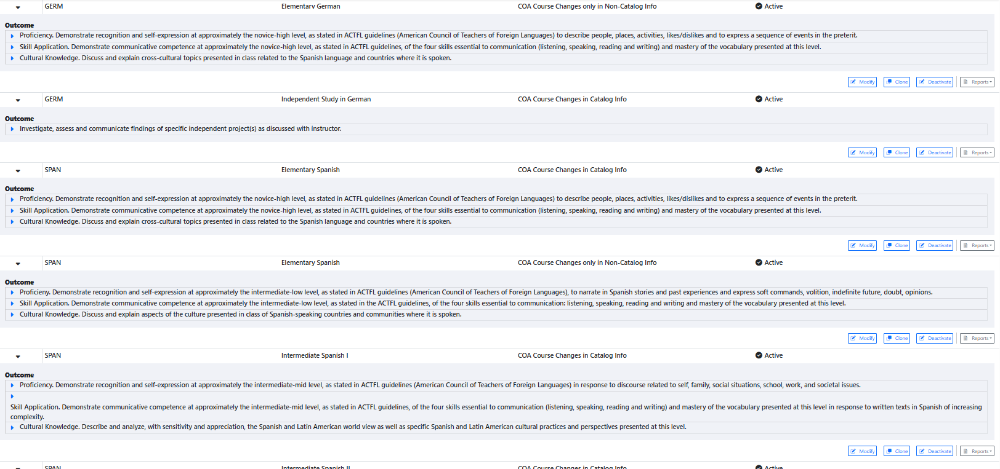 GERM Elementary German COA Course Changes only in Non-Catalog Info Active
Outcome
Proficiency. Demonstrate recognition and self-expression at approximately the novice-high level, as stated in ACTFL guidelines (American Council of Teachers of Foreign Languages) to describe people, places, activities, likes/dislikes and to express a sequence of events in the preterit.
Skill Application. Demonstrate communicative competence at approximately the novice-high level, as stated in ACTFL guidelines, of the four skills essential to communication (listening, speaking, reading and writing) and mastery of the vocabulary presented at this level.
Cultural Knowledge. Discuss and explain cross-cultural topics presented in class related to the Spanish language and countries where it is spoken.
Modify Clone Deactivate Reports
GERM Independent Study in German COA Course Changes in Catalog Info Active
Outcome
Investigate, assess and communicate findings of specific independent project(s) as discussed with instructor.
Modify Clone Deactivate Reports
SPAN Elementary Spanish COA Course Changes in Catalog Info Active
Outcome
Proficiency. Demonstrate recognition and self-expression at approximately the novice-high level, as stated in ACTFL guidelines (American Council of Teachers of Foreign Languages) to describe people, places, activities, likes/dislikes and to express a sequence of events in the preterit.
Skill Application. Demonstrate communicative competence at approximately the novice-high level, as stated in ACTFL guidelines, of the four skills essential to communication (listening, speaking, reading and writing) and mastery of the vocabulary presented at this level.
Cultural Knowledge. Discuss and explain cross-cultural topics presented in class related to the Spanish language and countries where it is spoken.
Modify Clone Deactivate Reports
SPAN Elementary Spanish COA Course Changes only in Non-Catalog Info Active
Outcome
Proficieny. Demonstrate recognition and self-expression at approximately the intermediate-low level, as stated in ACTFL guidelines (American Council of Teachers of Foreign Languages), to narrate in Spanish stories and past experiences and express soft commands, volition, indefinite future, doubt, opinions.
Skill Application. Demonstrate communicative competence at approximately the intermediate-low level, as stated in the ACTFL guidelines, of the four skills essential to communication: listening, speaking, reading and writing and mastery of the vocabulary presented at this level.
Cultural Knowledge. Discuss and explain aspects of the culture presented in class of Spanish-speaking countries and communities where it is spoken.
Modify Clone Deactivate Reports
SPAN Intermediate Spanish I COA Course Changes in Catalog Info Active
Outcome
Proficiency. Demonstrate recognition and self-expression at approximately the intermediate-mid level, as stated in ACTFL guidelines (American Council of Teachers of Foreign Languages) in response to discourse related to self, family, social situations, school, work, and societal issues.
Skill Application. Demonstrate communicative competence at approximately the intermediate-mid level, as stated in ACTFL guidelines, of the four skills essential to communication (listening, speaking, reading and writing) and mastery of the vocabulary presented at this level in response to written texts in Spanish of increasing
complexity.
Cultural Knowledge. Describe and analyze, with sensitivity and appreciation, the Spanish and Latin American world view as well as specific Spanish and Latin American cultural practices and perspectives presented at this level.
Modify Clone Deactivate Reports
SPAN Intermediate Spanish II COA Course Changes in Catalog Info Active